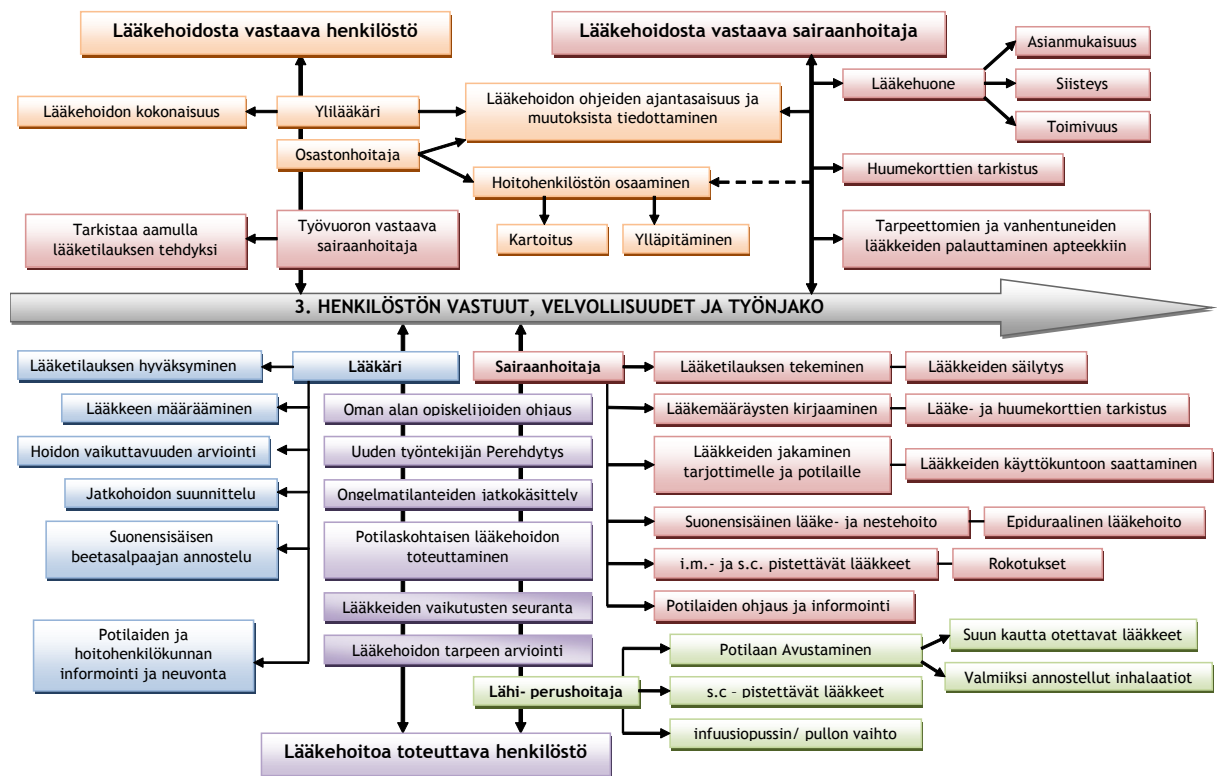 Lääkehoidosta vastaava henkilöstö
Lääkehoidosta vastaava sairaanhoitaja
Asianmukaisuus
Lääkehuone
Siisteys
Toimivuus
Lääkehoidon kokonaisuus
Ylilääkäri
Lääkehoidon ohjeiden ajantasaisuus ja
muutoksista tiedottaminen
Osastonhoitaja
Hoitohenkilöstön osaaminen
Huumekorttien tarkistus
Kartoitus
Ylläpitäminen
Tarkistaa aamulla
lääketilauksen tehdyksi
Työvuoron vastaava
sairaanhoitaja
Tarpeettomien ja vanhentuneiden
lääkkeiden palauttaminen apteekkiin
3. HENKILÖSTÖN VASTUUT, VELVOLLISUUDET JA TYÖNJAKO
Lääketilauksen hyväksyminen
Lääkäri
Sairaanhoitaja
Lääketilauksen tekeminen
Lääkkeiden säilytys
Lääkkeen määrääminen
Oman alan opiskelijoiden ohjaus
Lääkemääräysten kirjaaminen
Lääke- ja huumekorttien tarkistus
Hoidon vaikuttavuuden arviointi
Uuden työntekijän Perehdytys
Lääkkeiden jakaminen
tarjottimelle ja potilaille
Lääkkeiden käyttökuntoon saattaminen
Jatkohoidon suunnittelu
Ongelmatilanteiden jatkokäsittely
Suonensisäisen
beetasalpaajan annostelu
Potilaskohtaisen lääkehoidon
toteuttaminen
Suonensisäinen lääke- ja nestehoito
Epiduraalinen lääkehoito
i.m.- ja s.c. pistettävät lääkkeet
Rokotukset
Lääkkeiden vaikutusten seuranta
Potilaiden ohjaus ja informointi
Potilaiden ja
hoitohenkilökunnan
informointi ja neuvonta
Lääkehoidon tarpeen arviointi
Potilaan Avustaminen
Suun kautta otettavat lääkkeet
Valmiiksi annostellut inhalaatiot
Lähi- perushoitaja
s.c - pistettävät lääkkeet
infuusiopussin/ pullon vaihto
Lääkehoitoa toteuttava henkilöstö